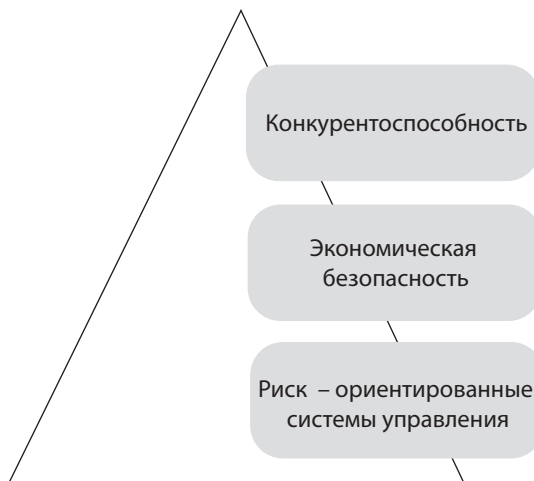 Конкурентоспособность
Экономическая
безопасность
Риск – ориентированные
системы управления